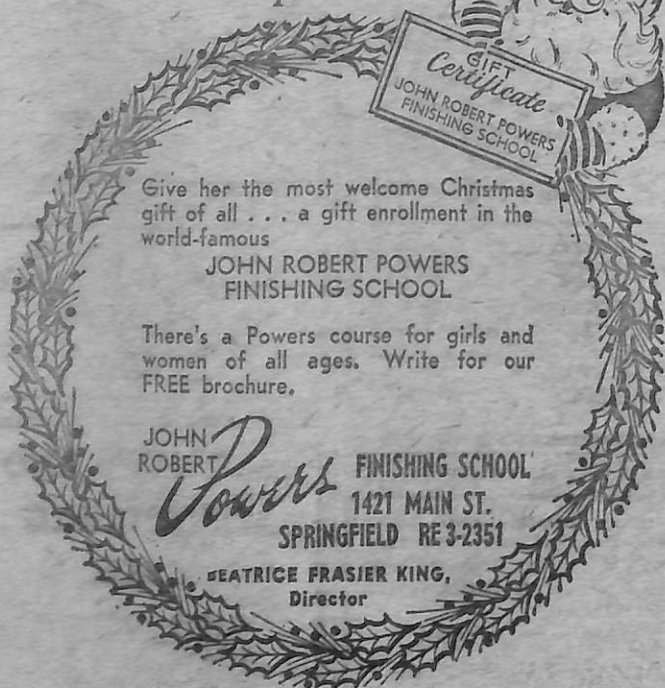 GIFT
Certificate
JOHN ROBERT POWERS
FINISHING SCHOOL
Give her the most welcome Christmas
gift of all . . . a gift enrollment in the
world-famous
JOHN ROBERT POWERS
FINISHING SCHOOL
There's a Powers course for girls and
women of all ages. Write for our
FREE brochure.
JOHN
ROBERT Powers FINISHING SCHOOL
1421 MAIN ST.
SPRINGFIELD RE 3-2351
BEATRICE FRASIER KING,
Director